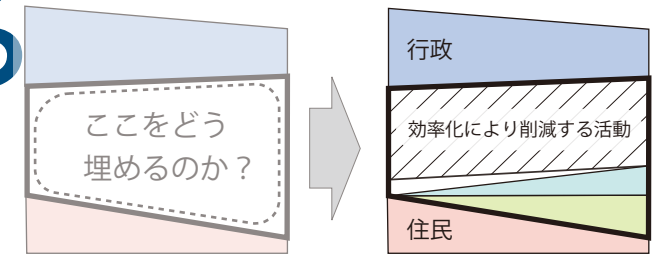 ここをどう
埋めるのか？
行政
効率化により削減する活動
住民